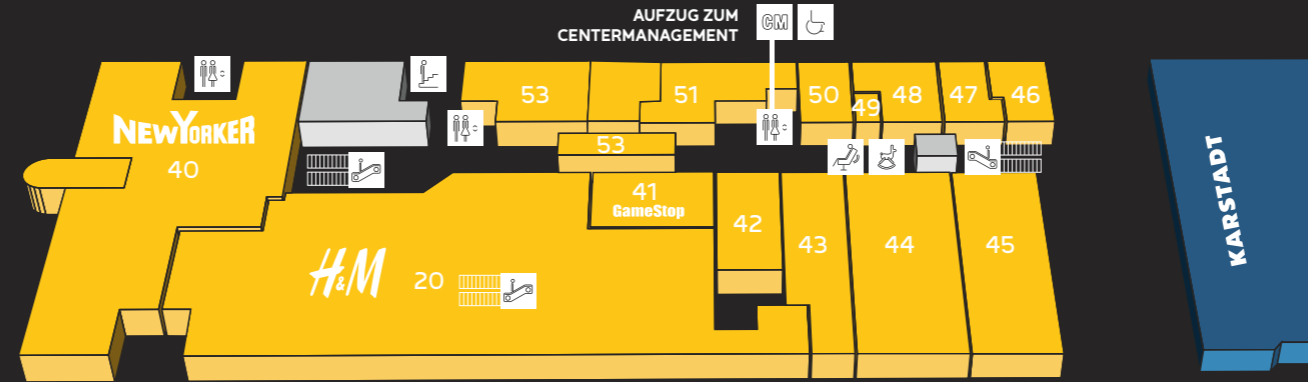 AUFZUG ZUM
CENTERMANAGEMENT
CM
NEWYORKER
40
53
51
50
49
48
47
46
53
41
GameStop
42
43
44
45
H&M
20
KARSTADT